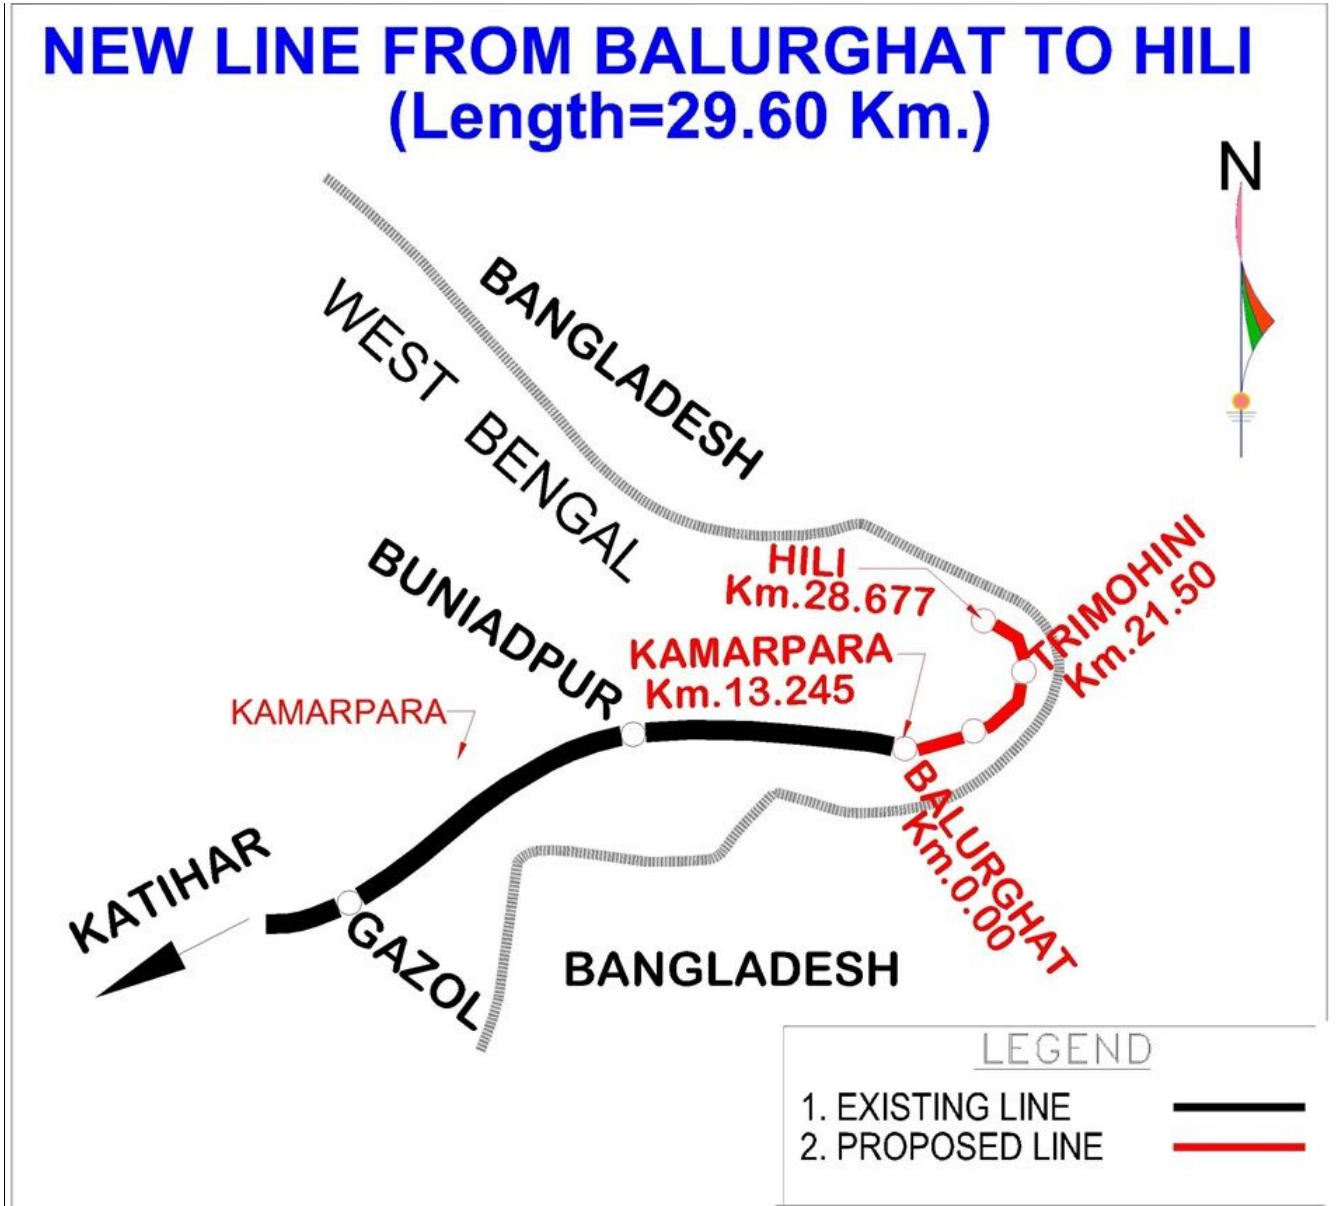 NEW LINE FROM BALURGHAT TO HILI
(Length=29.60 Km.)
N
BANGLADESH
WEST BENGAL
BUNIADPUR
HILI
Km.28.677
TRIMOHINI
Km.21.50
KAMARPARA
Km.13.245
KAMARPARA
BALURGHAT
Km.0.00
KATIHAR
GAZOL
BANGLADESH
LEGEND
1. EXISTING LINE
2. PROPOSED LINE